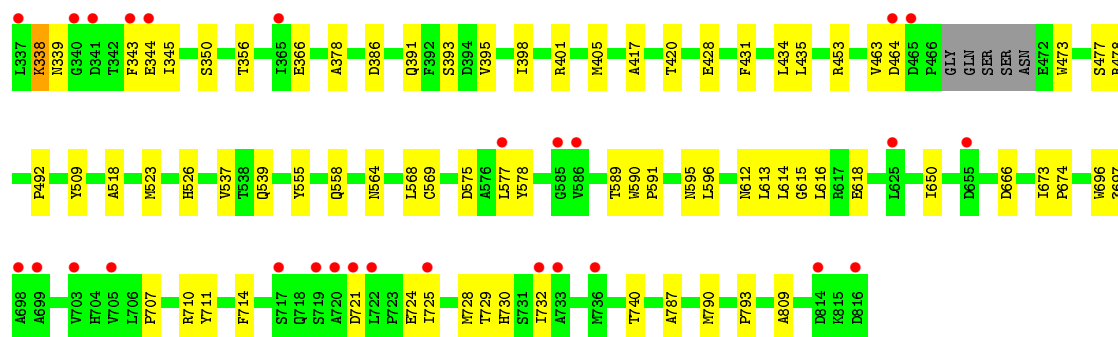 L337 K338 N339 G340 D341 T342 F343 E344 I345 S350 T356 I365 E366 A378 D386 Q391 F392 S393 D394 V395 I398 R401 M405 A417 T420 E428 F431 L434 L435 R453 V463 D464 D465 P466 GLY GLN SER SER ASN E472 W473 S477
P492 Y509 A518 M523 H526 V537 T538 Q539 Y555 Q558 N564 L568 C569 D575 A576 L577 Y578 G585 V586 T589 W590 P591 N595 L596 N612 L613 L614 G615 L616 R617 E618 L625 I650 D655 D666 I673 P674 W696
A698 A699 V703 H704 V705 L706 P707 R710 Y711 F714 S717 Q718 S719 A720 D721 L722 P723 E724 I725 M728 T729 H730 S731 I732 A733 M736 T740 A787 M790 P793 A809 D814 K815 D816